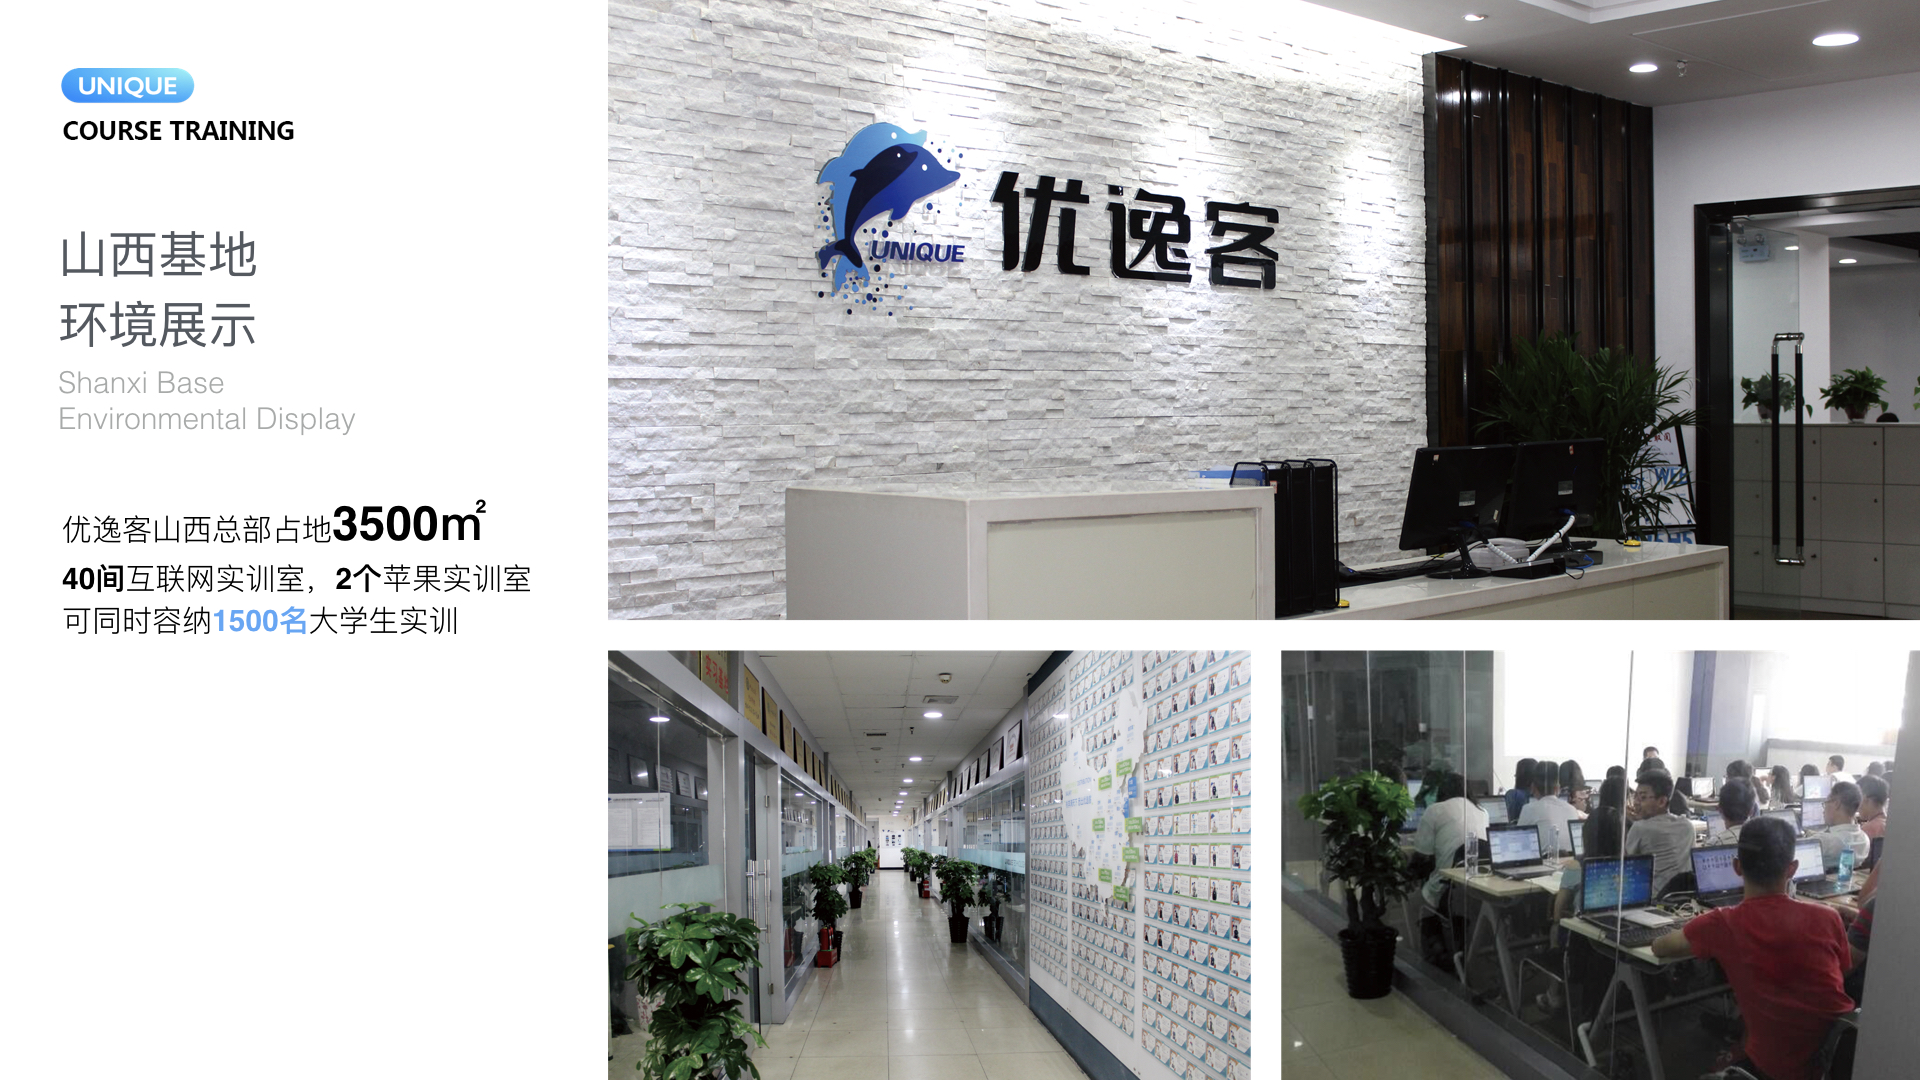 UNIQUE
COURSE TRAINING
山西基地
环境展示
Shanxi Base
Environmental Display
优逸客山西总部占地3500㎡
40间互联网实训室，2个苹果实训室
可同时容纳1500名大学生实训
UNIQUE
优逸客